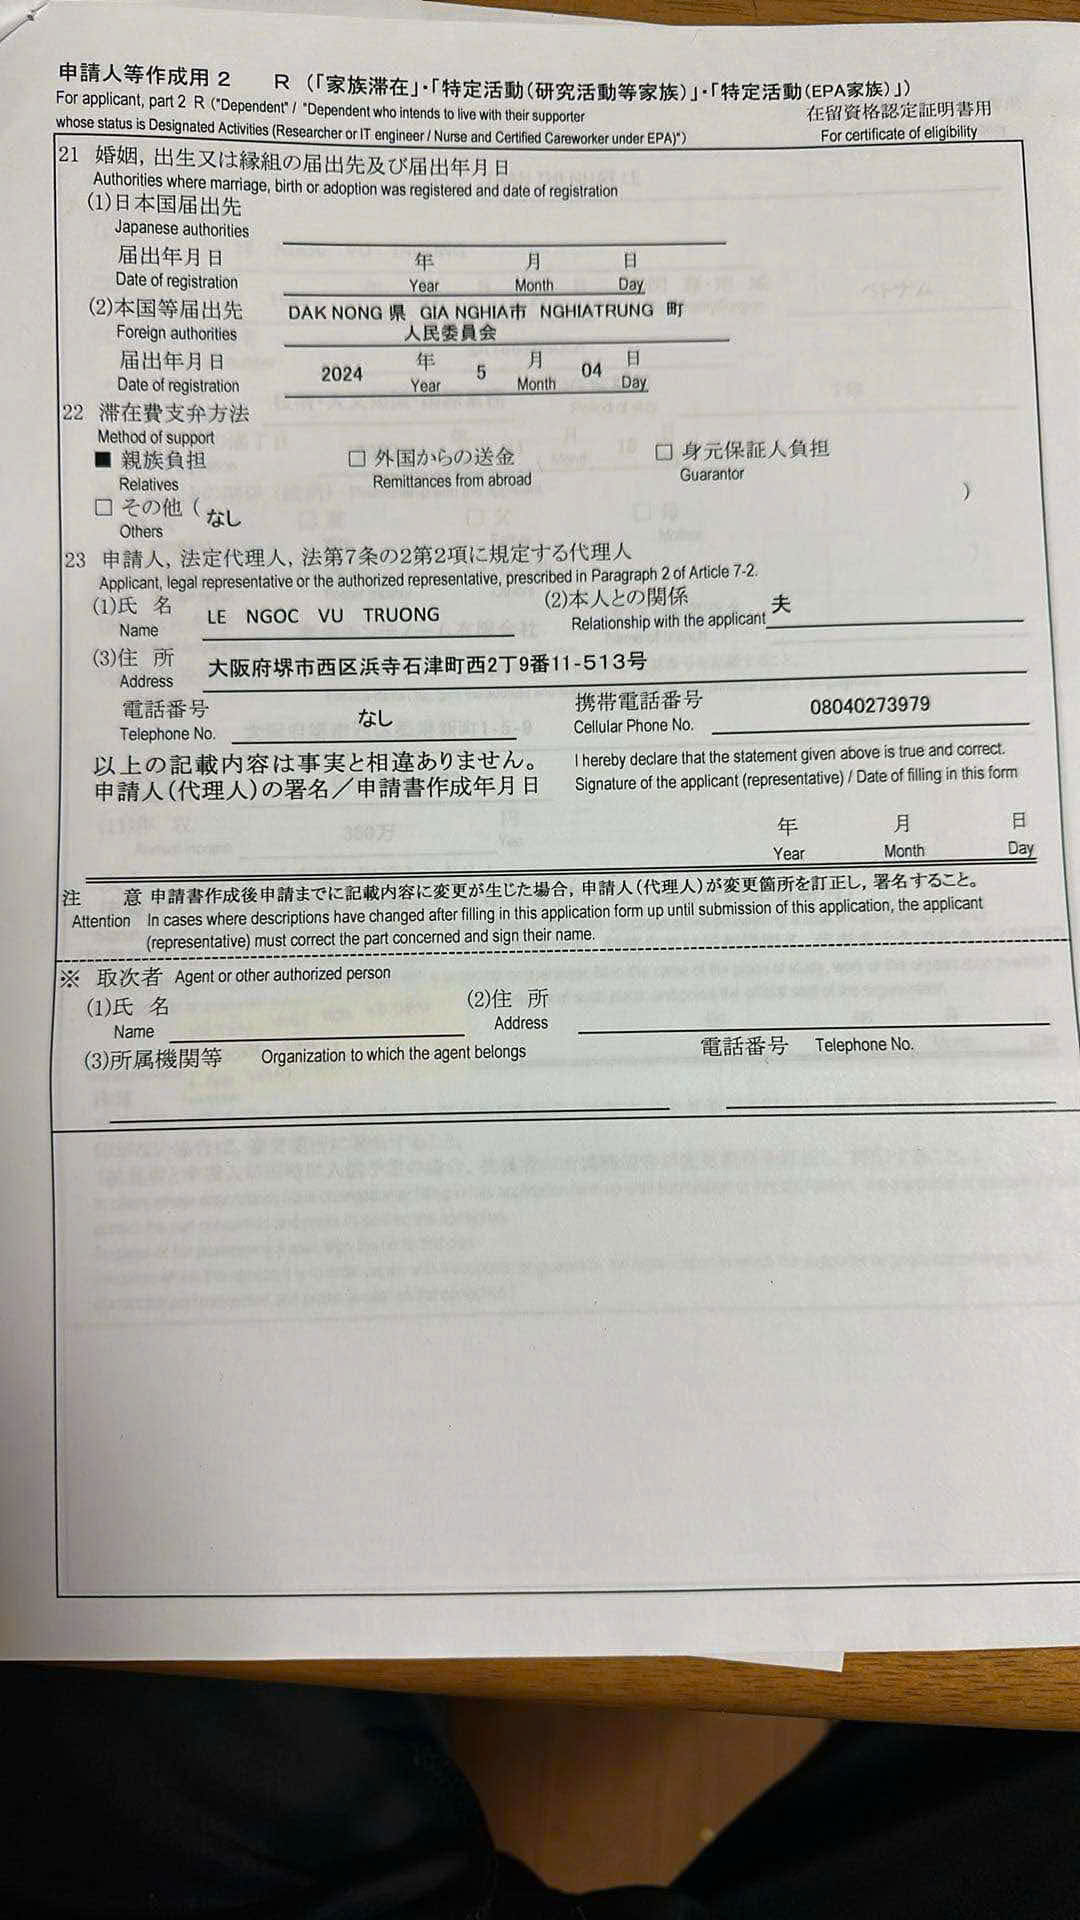 申請人等作成用２　Ｒ（「家族滞在」・「特定活動（研究活動等家族）」・「特定活動（EPA家族）」）
For applicant, part 2 R ("Dependent" / "Dependent who intends to live with their supporter
在留資格認定証明書用
whose status is Designated Activities (Researcher or IT engineer / Nurse and Certified Careworker under EPA)")
For certificate of eligibility
21 婚姻，出生又は縁組の届出先及び届出年月日
Authorities where marriage, birth or adoption was registered and date of registration
(1)日本国届出先
Japanese authorities
届出年月日 年 月 日
Date of registration Year Month Day
(2)本国等届出先 DAK NONG 県 GIA NGHIA市 NGHIATRUNG 町
Foreign authorities 人民委員会
届出年月日 2024 年 5 月 04 日
Date of registration Year Month Day
22 滞在費支弁方法
Method of support
■ 親族負担 □ 外国からの送金 □ 身元保証人負担
Relatives Remittances from abroad Guarantor
□ その他（ なし ）
Others
23 申請人，法定代理人，法第7条の2第2項に規定する代理人
Applicant, legal representative or the authorized representative, prescribed in Paragraph 2 of Article 7-2.
(1)氏 名 LE NGOC VU TRUONG (2)本人との関係 夫
Name Relationship with the applicant
(3)住 所 大阪府堺市西区浜寺石津町西2丁9番11-513号
Address
電話番号 なし 携帯電話番号 08040273979
Telephone No. Cellular Phone No.
以上の記載内容は事実と相違ありません。 I hereby declare that the statement given above is true and correct.
申請人（代理人）の署名／申請書作成年月日 Signature of the applicant (representative) / Date of filling in this form
年 月 日
Year Month Day
注 意 申請書作成後申請までに記載内容に変更が生じた場合，申請人（代理人）が変更箇所を訂正し，署名すること。
Attention In cases where descriptions have changed after filling in this application form up until submission of this application, the applicant
(representative) must correct the part concerned and sign their name.
※ 取次者 Agent or other authorized person
(1)氏 名 (2)住 所
Name Address
(3)所属機関等 Organization to which the agent belongs 電話番号 Telephone No.